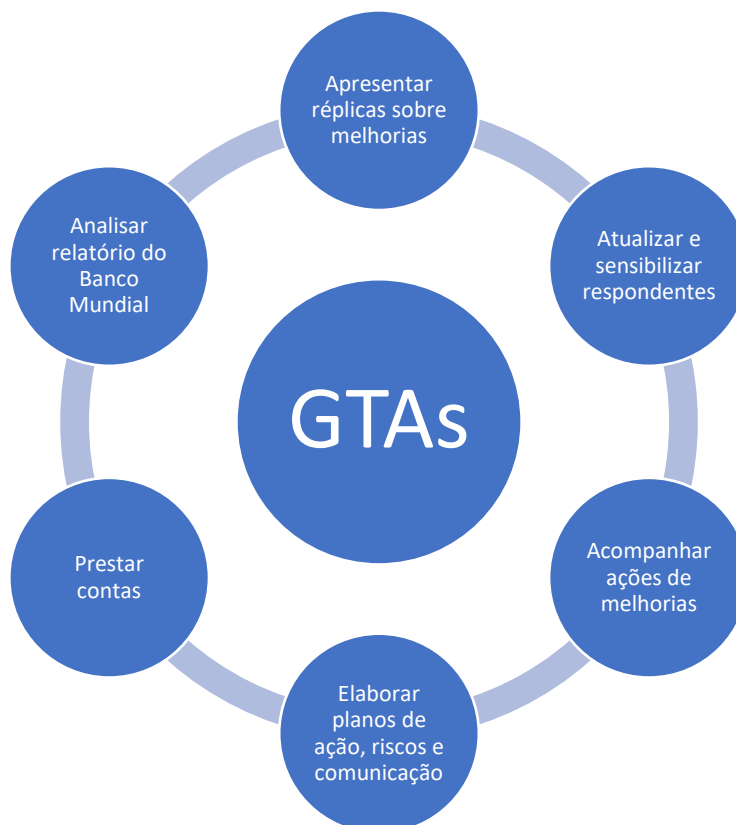 Apresentar
réplicas sobre
melhorias
Atualizar e
sensibilizar
respondentes
Acompanhar
ações de
melhorias
Elaborar
planos de
ação, riscos e
comunicação
Prestar
contas
Analisar
relatório do
Banco
Mundial
GTAs